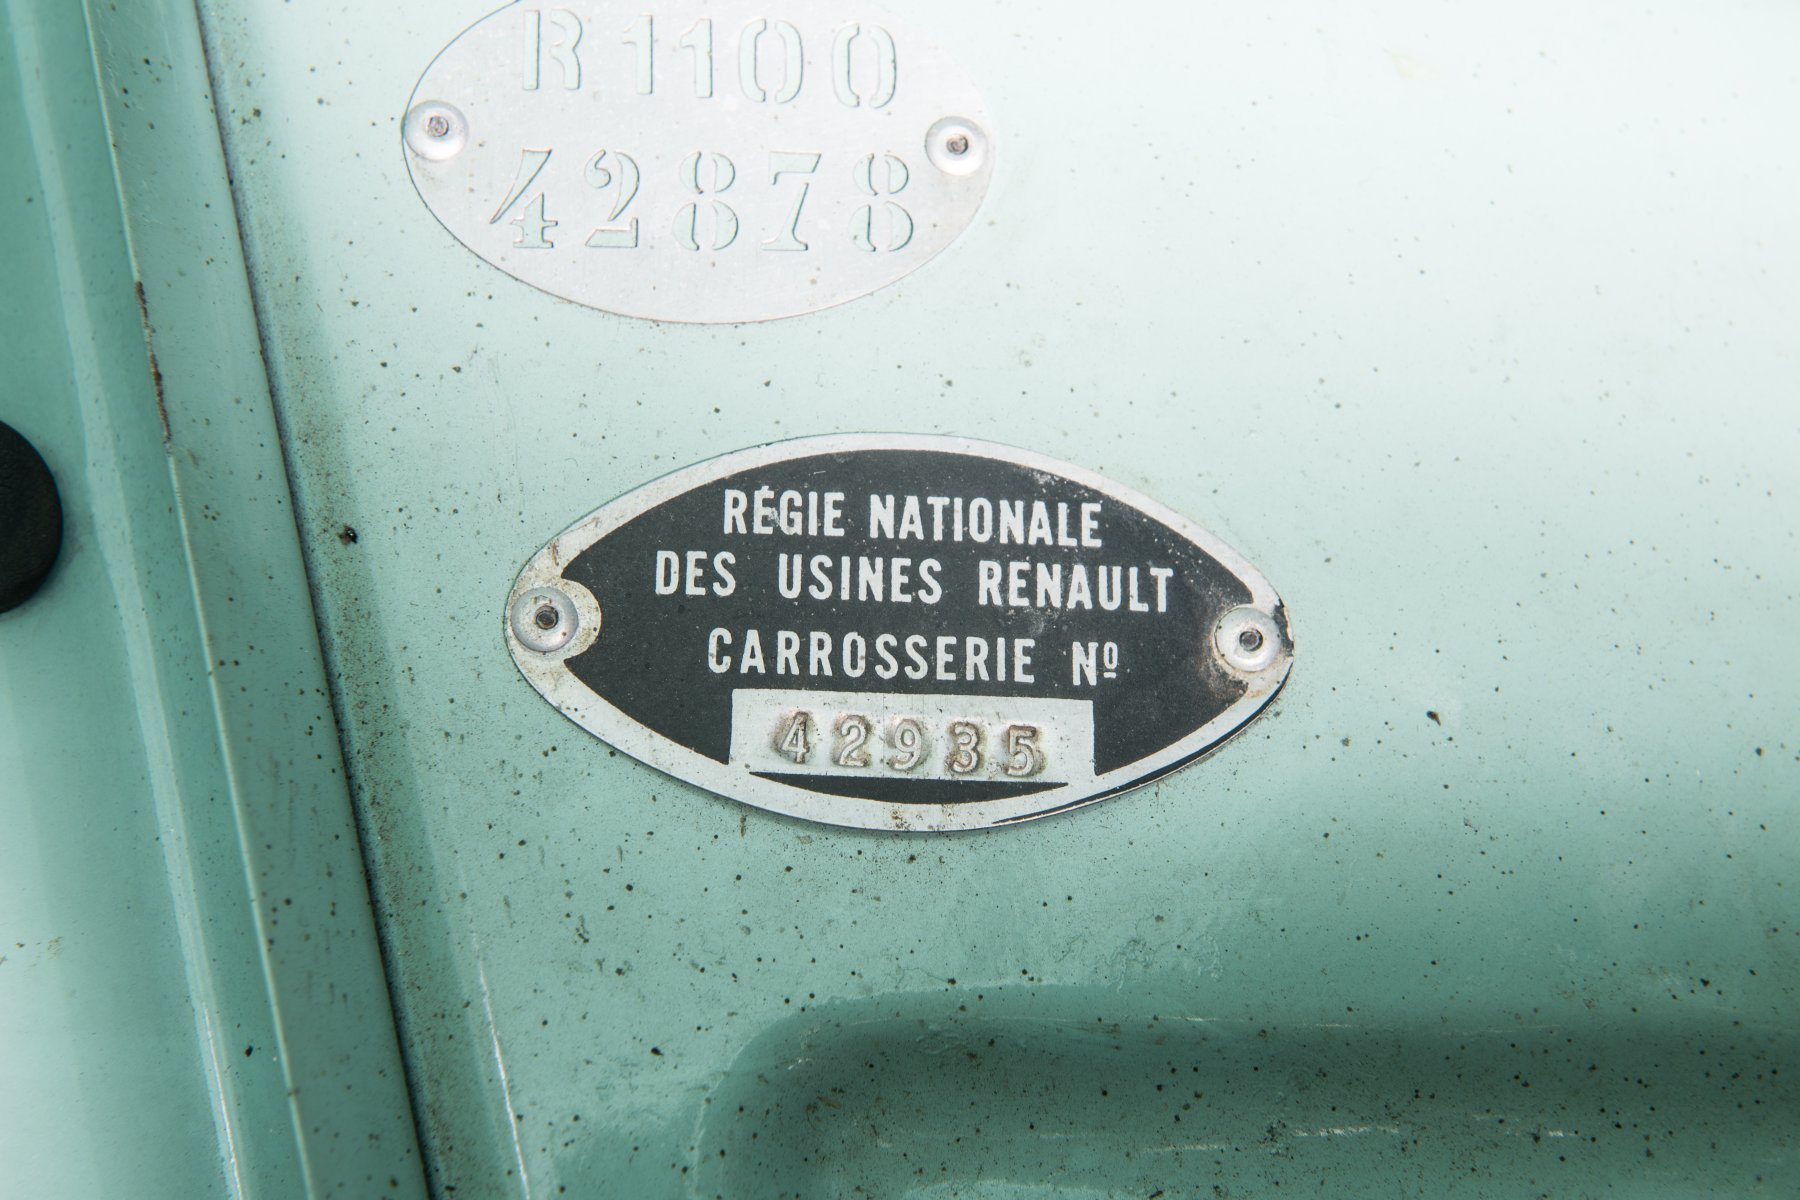 R1100
42878
RÉGIE NATIONALE
DES USINES RENAULT
CARROSSERIE Nº
42935